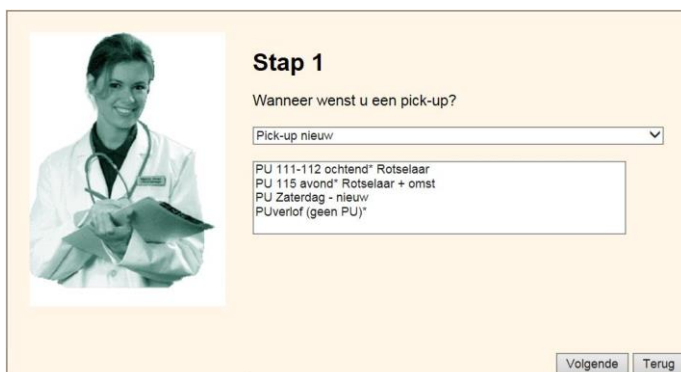 Stap 1
Wanneer wenst u een pick-up?
Pick-up nieuw
PU 111-112 ochtend* Rotselaar
PU 115 avond* Rotselaar + omst
PU Zaterdag - nieuw
PUverlof (geen PU)*
Volgende Terug